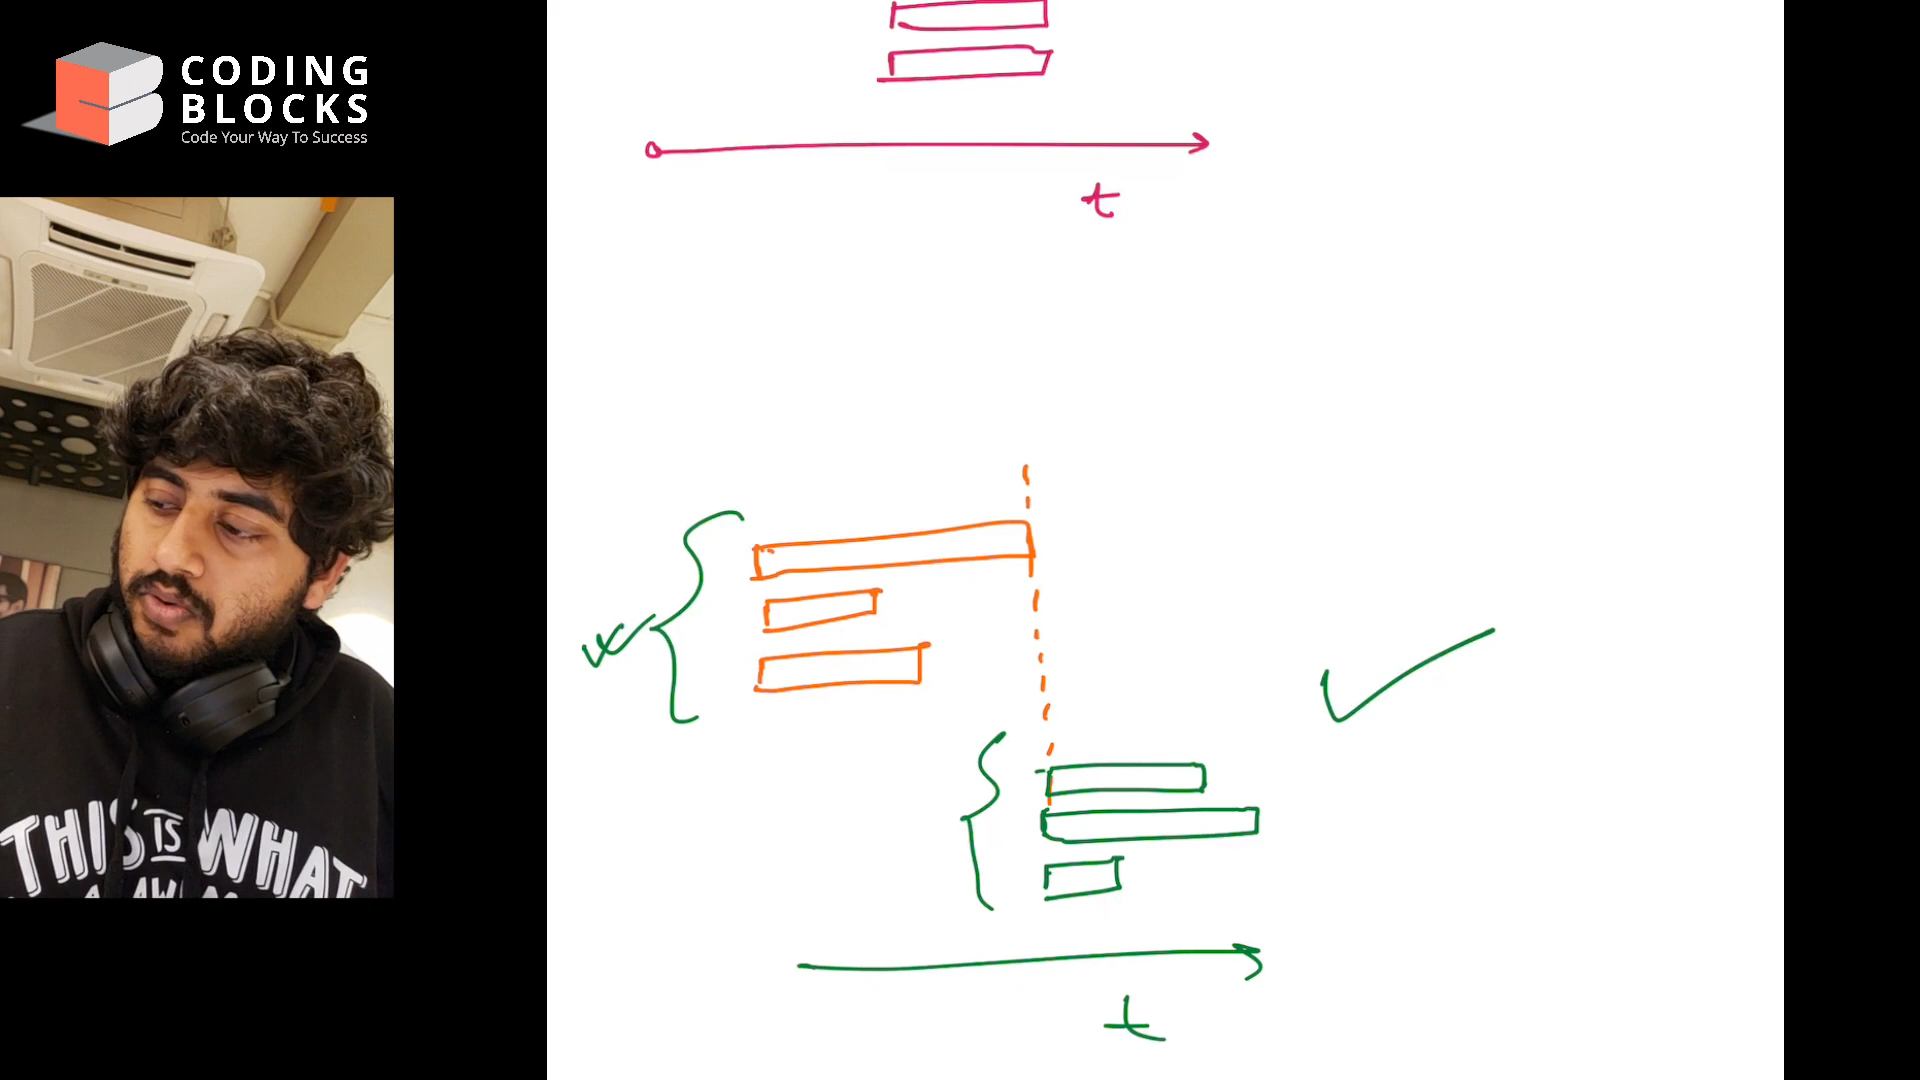 CODING
BLOCKS
Code Your Way To Success
t
THIS IS WHAT
t